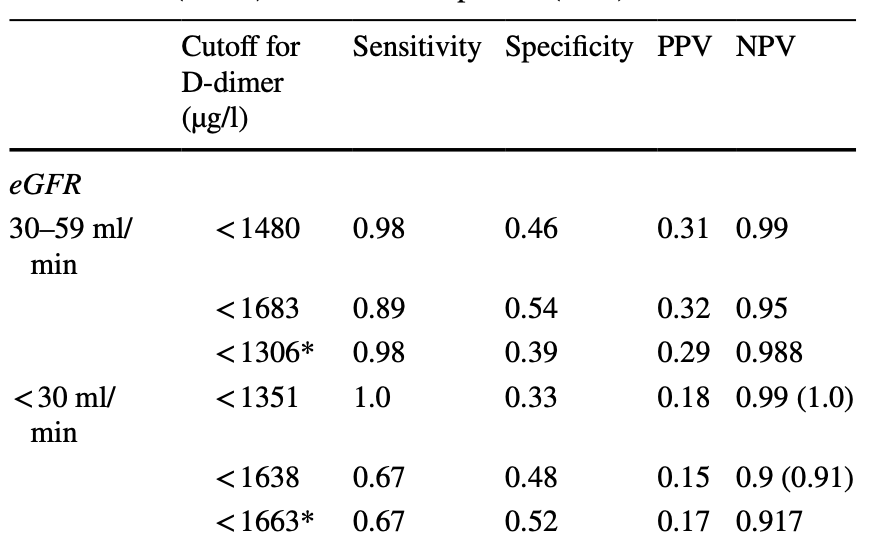 Cutoff for Sensitivity Specificity PPV NPV
D-dimer
(µg/l)
eGFR
30–59 ml/ <1480 0.98 0.46 0.31 0.99
min
<1683 0.89 0.54 0.32 0.95
<1306* 0.98 0.39 0.29 0.988
<30 ml/ <1351 1.0 0.33 0.18 0.99 (1.0)
min
<1638 0.67 0.48 0.15 0.9 (0.91)
<1663* 0.67 0.52 0.17 0.917